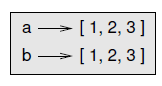 a ⟶ [ 1, 2, 3 ]
b ⟶ [ 1, 2, 3 ]